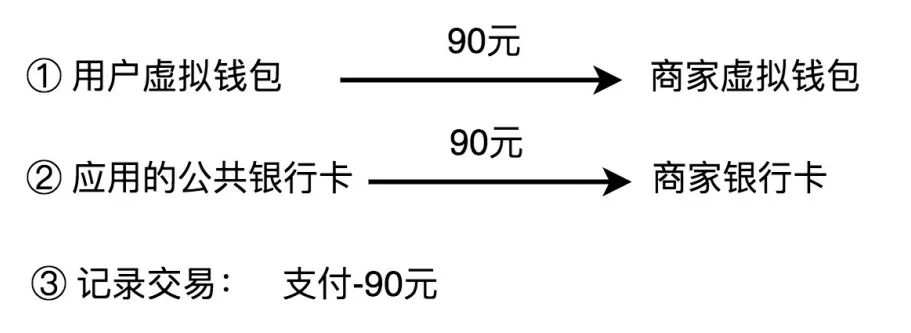 90元
① 用户虚拟钱包 商家虚拟钱包
90元
② 应用的公共银行卡 商家银行卡
③ 记录交易： 支付-90元